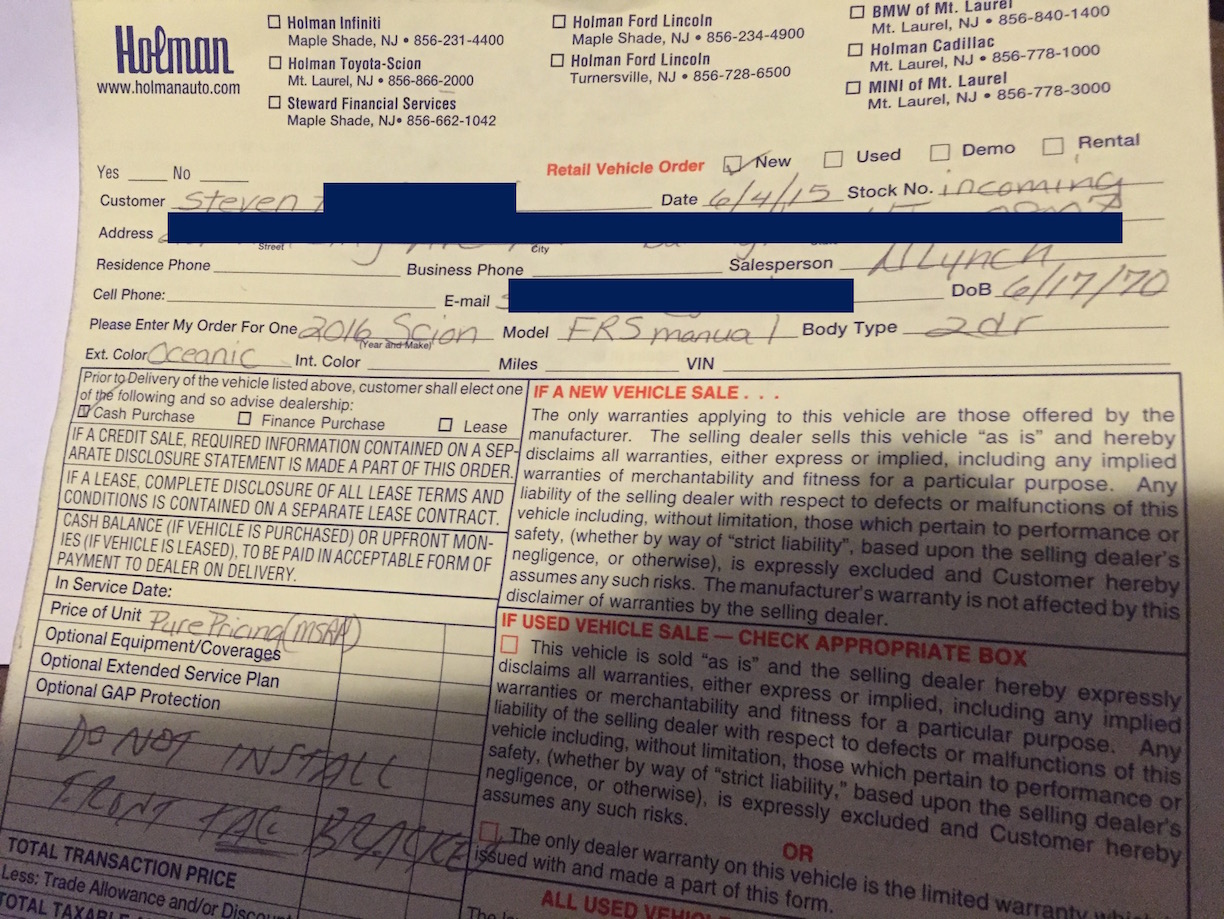 Holman
www.holmanauto.com
☐ Holman Infiniti
Maple Shade, NJ • 856-231-4400
☐ Holman Toyota-Scion
Mt. Laurel, NJ • 856-866-2000
☐ Steward Financial Services
Maple Shade, NJ• 856-662-1042
☐ Holman Ford Lincoln
Maple Shade, NJ • 856-234-4900
☐ Holman Ford Lincoln
Turnersville, NJ • 856-728-6500
☐ BMW of Mt. Laurel
Mt. Laurel, NJ • 856-840-1400
☐ Holman Cadillac
Mt. Laurel, NJ • 856-778-1000
☐ MINI of Mt. Laurel
Mt. Laurel, NJ • 856-778-3000
Yes ____ No ____ Retail Vehicle Order ☑ New ☐ Used ☐ Demo ☐ Rental
Customer Steven Date 6/4/15 Stock No. incoming
Address
Street City
Residence Phone Business Phone Salesperson Lynch
Cell Phone: E-mail DoB 6/17/70
Please Enter My Order For One 2016 Scion Model FRS manual Body Type 2dr
(Year and Make)
Ext. Color Oceanic Int. Color Miles VIN
Prior to Delivery of the vehicle listed above, customer shall elect one
of the following and so advise dealership:
☑ Cash Purchase ☐ Finance Purchase ☐ Lease
IF A CREDIT SALE, REQUIRED INFORMATION CONTAINED ON A SEP-
ARATE DISCLOSURE STATEMENT IS MADE A PART OF THIS ORDER.
IF A LEASE, COMPLETE DISCLOSURE OF ALL LEASE TERMS AND
CONDITIONS IS CONTAINED ON A SEPARATE LEASE CONTRACT.
CASH BALANCE (IF VEHICLE IS PURCHASED) OR UPFRONT MON-
IES (IF VEHICLE IS LEASED), TO BE PAID IN ACCEPTABLE FORM OF
PAYMENT TO DEALER ON DELIVERY.
In Service Date:
Price of Unit Pure Pricing (MSRP)
Optional Equipment/Coverages
Optional Extended Service Plan
Optional GAP Protection
DO NOT INSTALL
FRONT TAG BRACKET
TOTAL TRANSACTION PRICE
Less: Trade Allowance and/or Discou
TOTAL TAXAB
IF A NEW VEHICLE SALE . . .
The only warranties applying to this vehicle are those offered by the
manufacturer. The selling dealer sells this vehicle "as is" and hereby
disclaims all warranties, either express or implied, including any implied
warranties of merchantability and fitness for a particular purpose. Any
liability of the selling dealer with respect to defects or malfunctions of this
vehicle including, without limitation, those which pertain to performance or
safety, (whether by way of "strict liability", based upon the selling dealer's
negligence, or otherwise), is expressly excluded and Customer hereby
assumes any such risks. The manufacturer's warranty is not affected by this
disclaimer of warranties by the selling dealer.
IF USED VEHICLE SALE — CHECK APPROPRIATE BOX
☐ This vehicle is sold "as is" and the selling dealer hereby expressly
disclaims all warranties, either express or implied, including any implied
warranties or merchantability and fitness for a particular purpose. Any
liability of the selling dealer with respect to defects or malfunctions of this
vehicle including, without limitation, those which pertain to performance or
safety, (whether by way of "strict liability," based upon the selling dealer's
negligence, or otherwise), is expressly excluded and Customer hereby
assumes any such risks.
OR
☐ The only dealer warranty on this vehicle is the limited warranty which
issued with and made a part of this form.
ALL USED VEHIC